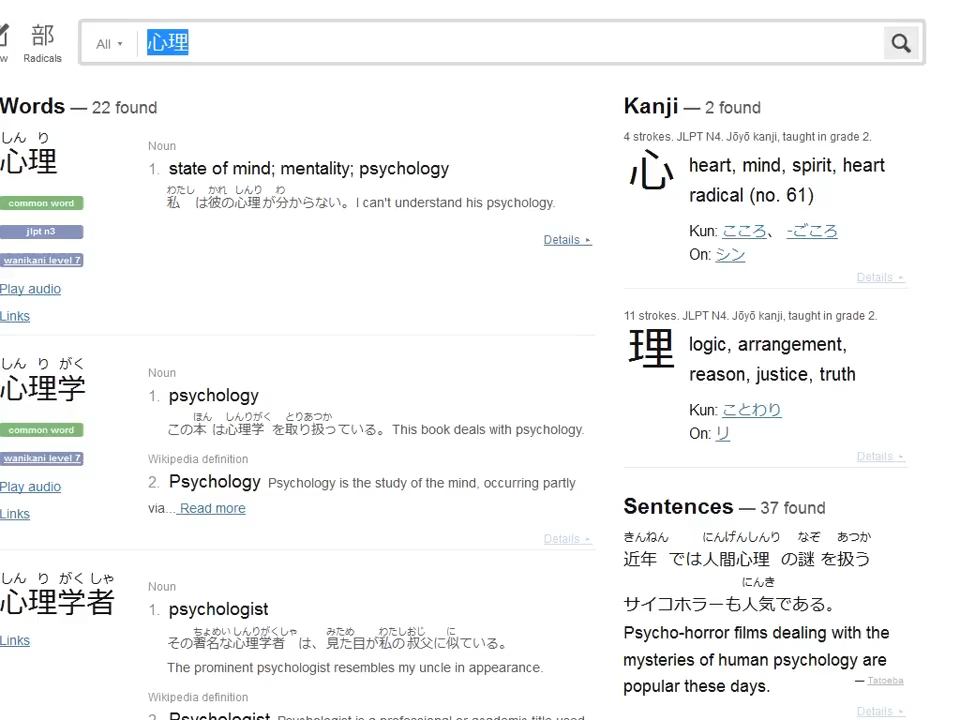 部
w
Radicals
All
心理
Words — 22 found
しん り
心理
common word
jlpt n3
wanikani level 7
Play audio
Links
Noun
1. state of mind; mentality; psychology
わたし かれ しんり わ
私 は彼の心理が分からない。I can't understand his psychology.
Details
しん り がく
心理学
common word
wanikani level 7
Play audio
Links
Noun
1. psychology
ほん しんりがく とりあつか
この本 は心理学 を取り扱っている。This book deals with psychology.
Wikipedia definition
2. Psychology Psychology is the study of the mind, occurring partly
via... Read more
Details
しん り がく しゃ
心理学者
Links
Noun
1. psychologist
ちょめい しんりがくしゃ みため わたし おじ に
その著名な心理学者 は、見た目が私の叔父に似ている。
The prominent psychologist resembles my uncle in appearance.
Wikipedia definition
2. Psychologist Psychologist is a professional or academic title used
Kanji — 2 found
4 strokes. JLPT N4. Jōyō kanji, taught in grade 2.
心
heart, mind, spirit, heart
radical (no. 61)
Kun: こころ、 -ごころ
On: シン
Details
11 strokes. JLPT N4. Jōyō kanji, taught in grade 2.
理
logic, arrangement,
reason, justice, truth
Kun: ことわり
On: リ
Details
Sentences — 37 found
きんねん にんげんしんり なぞ あつか
近年 では人間心理 の謎 を扱う
にんき
サイコホラーも人気である。
Psycho-horror films dealing with the
mysteries of human psychology are
popular these days.
— Tatoeba
Details